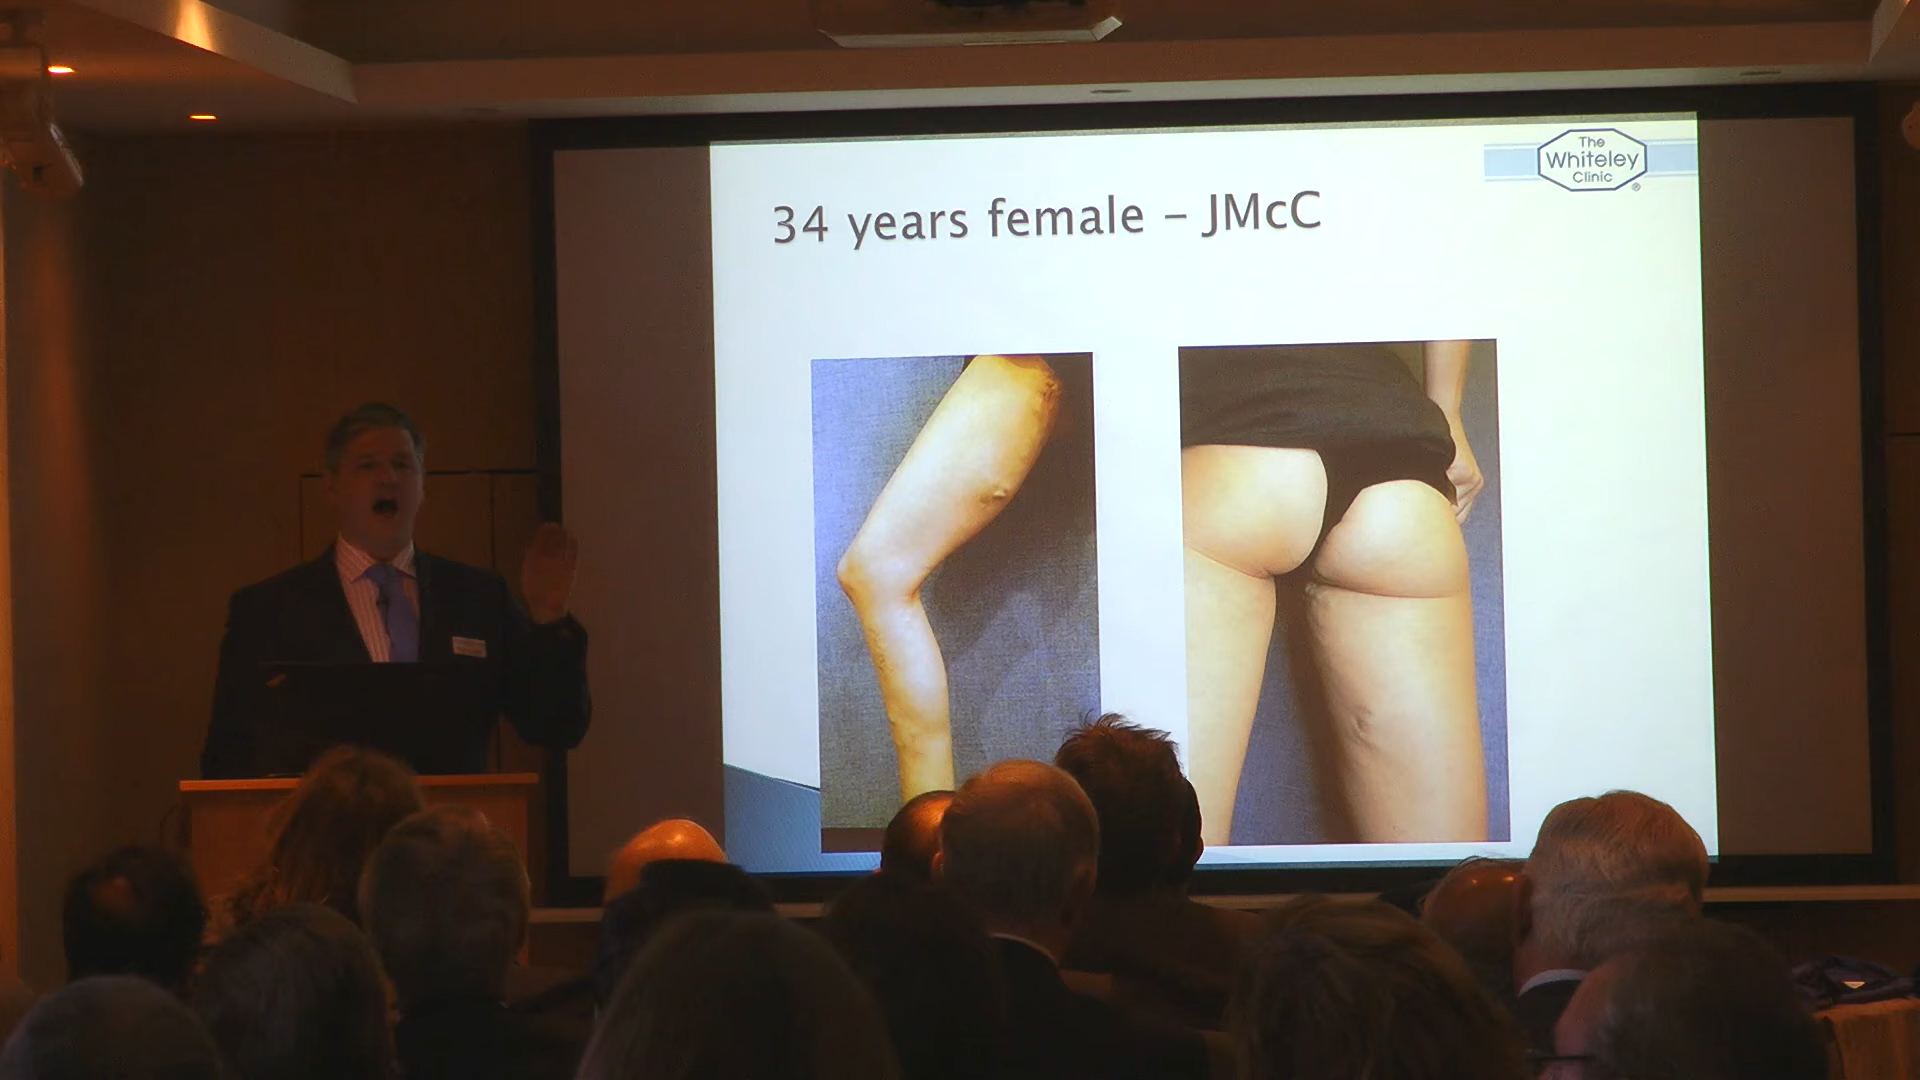 The
Whiteley
Clinic
®
34 years female – JMcC